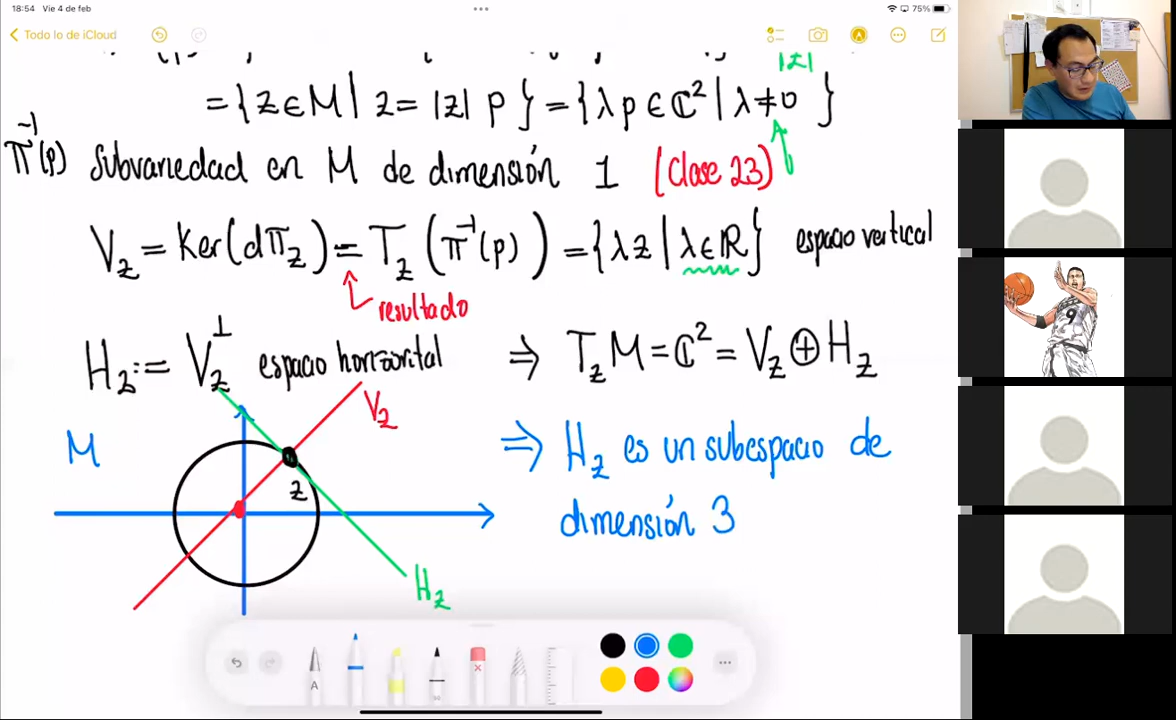 18:54 Vie 4 de feb
75%
Todo lo de iCloud
|z|
= {z ∈ M | z = |z| p } = {λp ∈ ℂ² | λ ≠ 0 }
π⁻¹(p) subvariedad en M de dimensión 1 (Clase 23)
V_z = Ker(dπ_z) = T_z (π⁻¹(p)) = {λz | λ ∈ ℝ} espacio vertical
resultado
H_z := V_z^⊥ espacio horizontal ⇒ T_z M = ℂ² = V_z ⊕ H_z
V_z
M
⇒ H_z es un subespacio de
z
dimensión 3
H_z
A
9